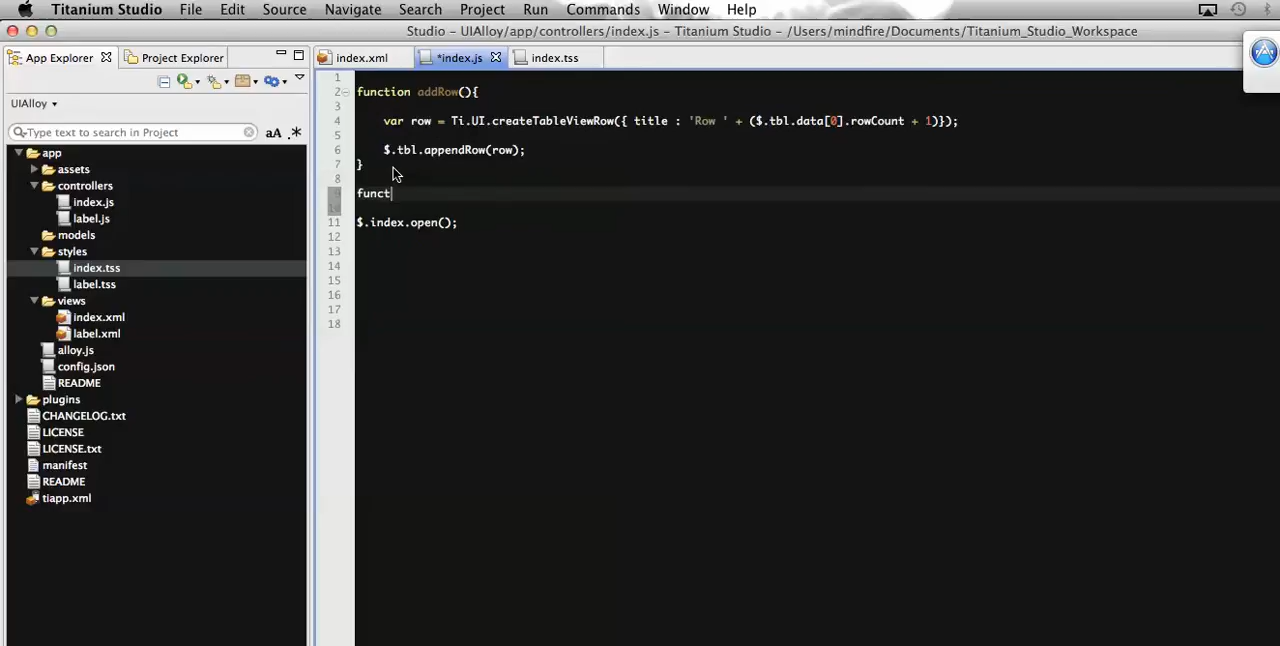 Titanium Studio File Edit Source Navigate Search Project Run Commands Window Help
Studio - UIAlloy/app/controllers/index.js - Titanium Studio - /Users/mindfire/Documents/Titanium_Studio_Workspace
App Explorer Project Explorer index.xml *index.js index.tss
UIAlloy
Type text to search in Project aA .*
app
assets
controllers
index.js
label.js
models
styles
index.tss
label.tss
views
index.xml
label.xml
alloy.js
config.json
README
plugins
CHANGELOG.txt
LICENSE
LICENSE.txt
manifest
README
tiapp.xml
1
2 function addRow(){
3
4 var row = Ti.UI.createTableViewRow({ title : 'Row ' + ($.tbl.data[0].rowCount + 1)});
5
6 $.tbl.appendRow(row);
7 }
8
9 funct
10
11 $.index.open();
12
13
14
15
16
17
18